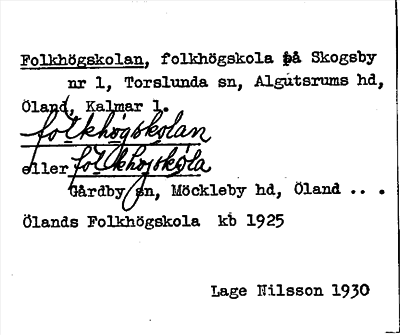 Folkhögskolan, folkhögskola på Skogsby
nr 1, Torslunda sn, Algutsrums hd,
Öland, Kalmar l.
folkhögskolan
eller folkhojskola
Gårdby sn, Möckleby hd, Öland .. .
Ölands Folkhögskola kb 1925
Lage Nilsson 1930